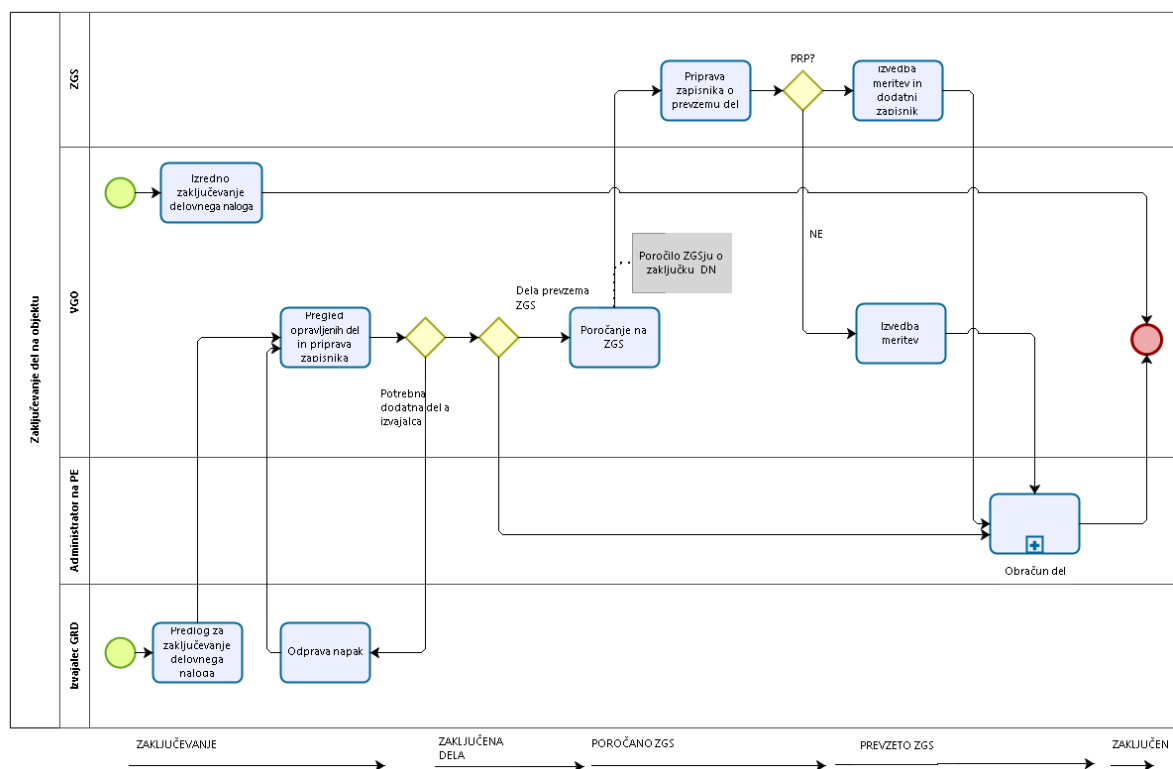 Zaključevanje del na objektu
ZGS
Priprava
zapisnika o
prevzemu del
PRP?
Izvedba
meritev in
dodatni
zapisnik
VGO
Izredno
zaključevanje
delovnega naloga
NE
Poročilo ZGSju o
zaključku DN
Dela prevzema
ZGS
Pregled
opravljenih del
in priprava
zapisnika
Poročanje na
ZGS
Izvedba
meritev
Potrebna
dodatna dela
izvajalca
Administrator na PE
Obračun del
Izvajalec GRD
Predlog za
zaključevanje
delovnega
naloga
Odprava napak
ZAKLJUČEVANJE
ZAKLJUČENA
DELA
POROČANO ZGS
PREVZETO ZGS
ZAKLJUČEN